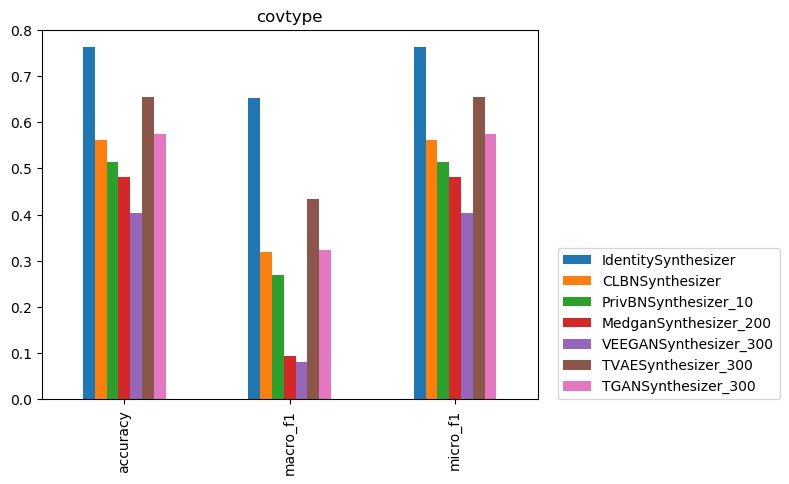 covtype
0.8
0.7
0.6
0.5
0.4
0.3
0.2
0.1
0.0
accuracy
macro_f1
micro_f1
IdentitySynthesizer
CLBNSynthesizer
PrivBNSynthesizer_10
MedganSynthesizer_200
VEEGANSynthesizer_300
TVAESynthesizer_300
TGANSynthesizer_300